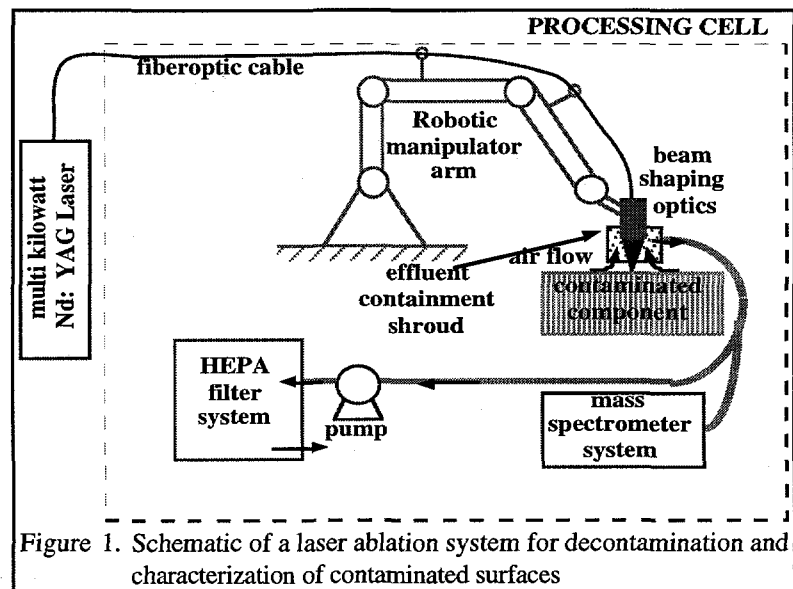 PROCESSING CELL
fiberoptic cable
multi kilowatt
Nd: YAG Laser
Robotic
manipulator
arm
beam
shaping
optics
air flow
effluent
containment
shroud
contaminated
component
HEPA
filter
system
pump
mass
spectrometer
system
Figure 1. Schematic of a laser ablation system for decontamination and
characterization of contaminated surfaces